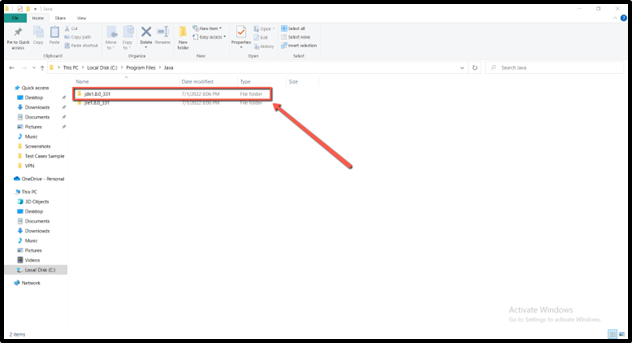 Java
File Home Share View
Pin to Quick access
Copy
Paste
Cut
Copy path
Paste shortcut
Clipboard
Move to
Copy to
Delete
Rename
Organize
New folder
New item
Easy access
New
Properties
Open
Edit
History
Open
Select all
Select none
Invert selection
Select
This PC > Local Disk (C:) > Program Files > Java
Search Java
Name Date modified Type Size
jdk1.8.0_331 7/1/2022 8:06 PM File folder
jre1.8.0_331 7/1/2022 8:06 PM File folder
Quick access
Desktop
Downloads
Documents
Pictures
Music
Screenshots
Test Cases Sample
VPN
OneDrive - Personal
This PC
3D Objects
Desktop
Documents
Downloads
Music
Pictures
Videos
Local Disk (C:)
Network
Activate Windows
Go to Settings to activate Windows.
2 items